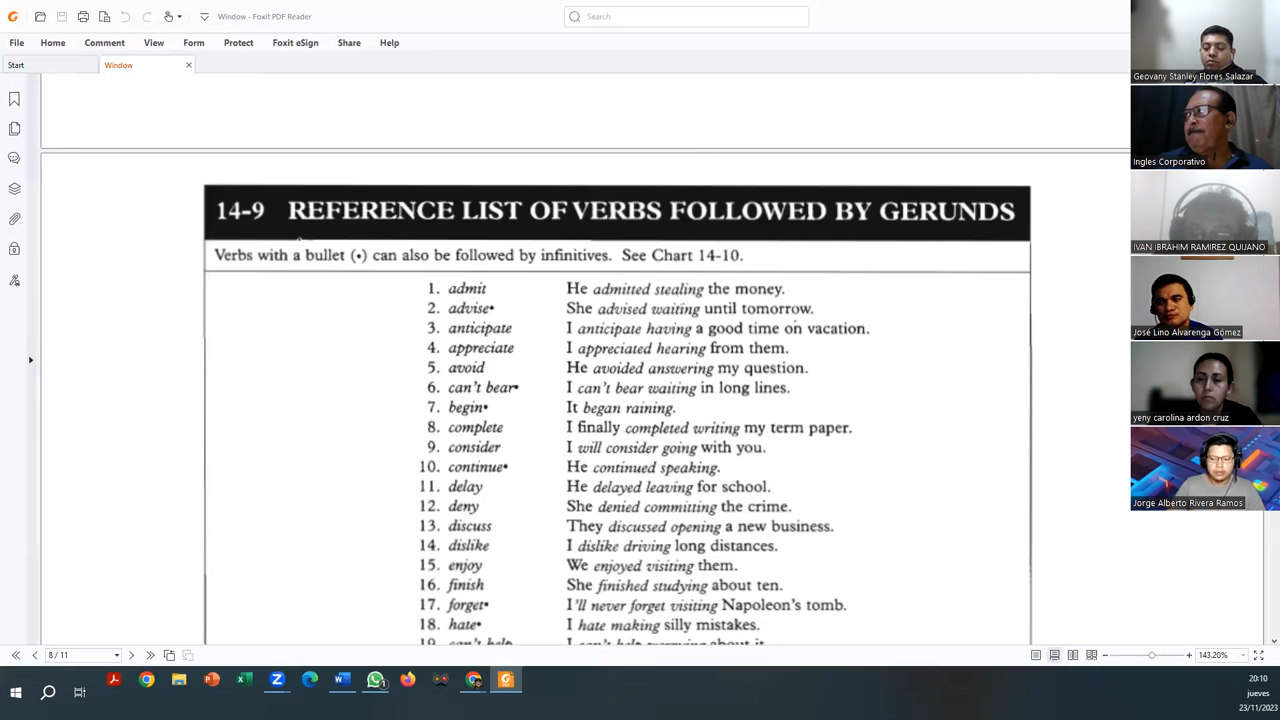 Window - Foxit PDF Reader
Search
File Home Comment View Form Protect Foxit eSign Share Help
Start
Window
14-9 REFERENCE LIST OF VERBS FOLLOWED BY GERUNDS
Verbs with a bullet (•) can also be followed by infinitives. See Chart 14-10.
1. admit He admitted stealing the money.
2. advise• She advised waiting until tomorrow.
3. anticipate I anticipate having a good time on vacation.
4. appreciate I appreciated hearing from them.
5. avoid He avoided answering my question.
6. can't bear• I can't bear waiting in long lines.
7. begin• It began raining.
8. complete I finally completed writing my term paper.
9. consider I will consider going with you.
10. continue• He continued speaking.
11. delay He delayed leaving for school.
12. deny She denied committing the crime.
13. discuss They discussed opening a new business.
14. dislike I dislike driving long distances.
15. enjoy We enjoyed visiting them.
16. finish She finished studying about ten.
17. forget• I'll never forget visiting Napoleon's tomb.
18. hate• I hate making silly mistakes.
19. can't help I can't help worrying about it.
Geovany Stanley Flores Salazar
Ingles Corporativo
IVAN IBRAHIM RAMIREZ QUIJANO
José Lino Alvarenga Gómez
yeny carolina ardon cruz
Jorge Alberto Rivera Ramos
8 / 11
143.20%
20:10
jueves
23/11/2023